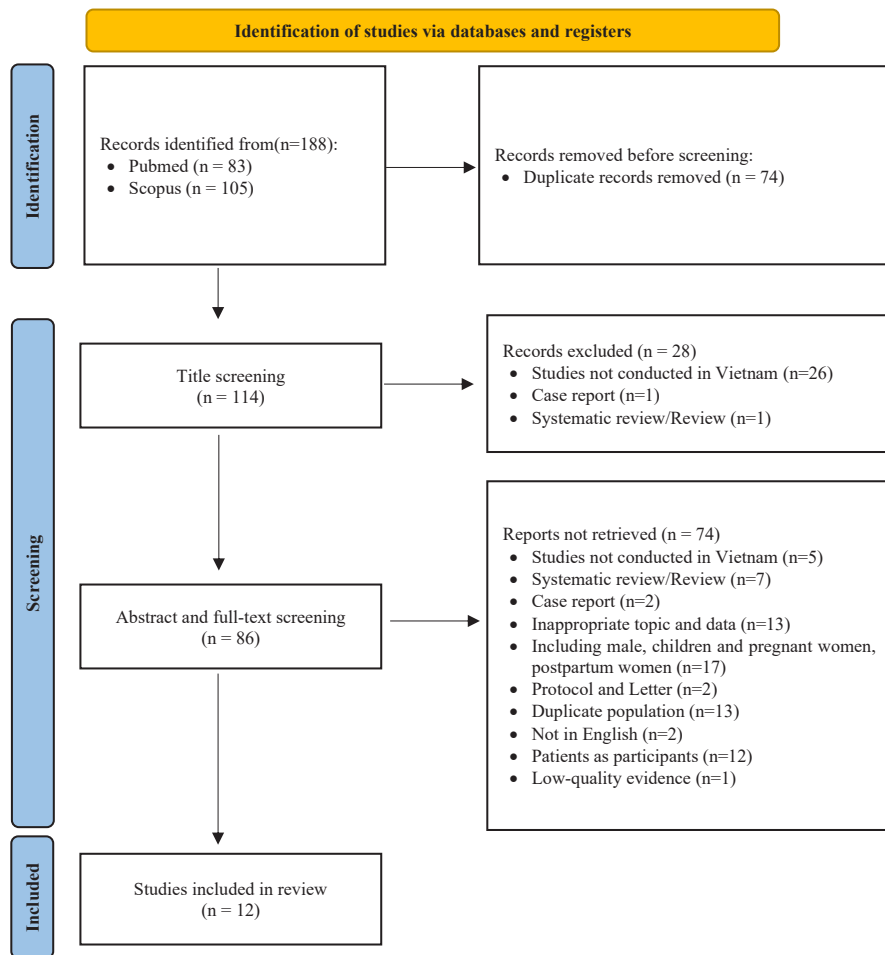 Identification of studies via databases and registers
Identification
Records identified from(n=188):
• Pubmed (n = 83)
• Scopus (n = 105)
Records removed before screening:
• Duplicate records removed (n = 74)
Screening
Title screening
(n = 114)
Records excluded (n = 28)
• Studies not conducted in Vietnam (n=26)
• Case report (n=1)
• Systematic review/Review (n=1)
Abstract and full-text screening
(n = 86)
Reports not retrieved (n = 74)
• Studies not conducted in Vietnam (n=5)
• Systematic review/Review (n=7)
• Case report (n=2)
• Inappropriate topic and data (n=13)
• Including male, children and pregnant women,
postpartum women (n=17)
• Protocol and Letter (n=2)
• Duplicate population (n=13)
• Not in English (n=2)
• Patients as participants (n=12)
• Low-quality evidence (n=1)
Included
Studies included in review
(n = 12)